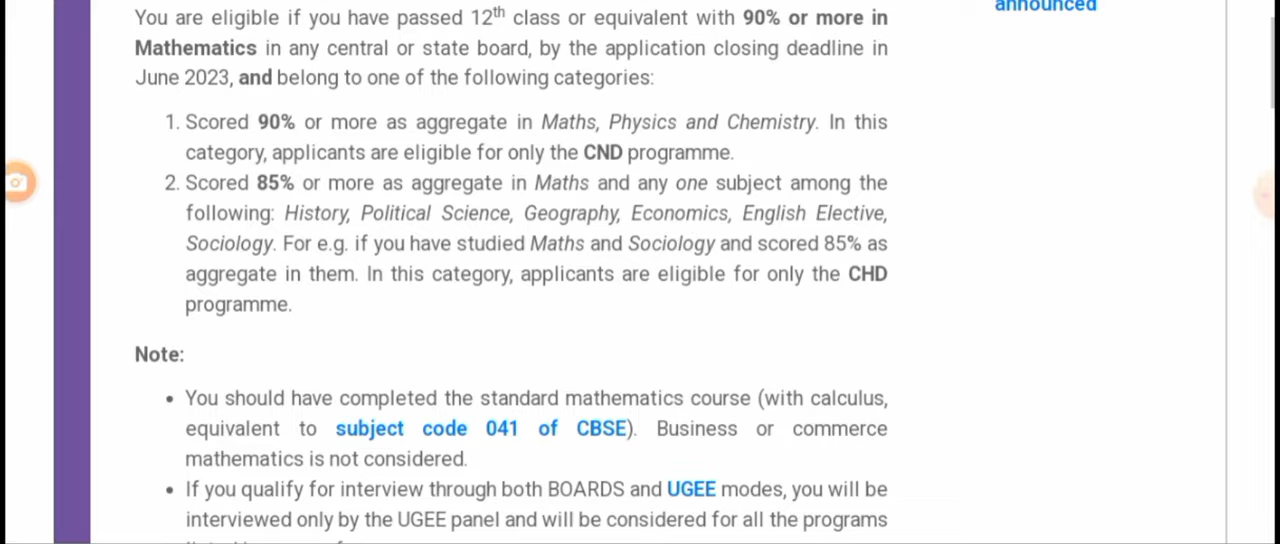 announced
You are eligible if you have passed 12th class or equivalent with 90% or more in
Mathematics in any central or state board, by the application closing deadline in
June 2023, and belong to one of the following categories:
1. Scored 90% or more as aggregate in Maths, Physics and Chemistry. In this
category, applicants are eligible for only the CND programme.
2. Scored 85% or more as aggregate in Maths and any one subject among the
following: History, Political Science, Geography, Economics, English Elective,
Sociology. For e.g. if you have studied Maths and Sociology and scored 85% as
aggregate in them. In this category, applicants are eligible for only the CHD
programme.
Note:
• You should have completed the standard mathematics course (with calculus,
equivalent to subject code 041 of CBSE). Business or commerce
mathematics is not considered.
• If you qualify for interview through both BOARDS and UGEE modes, you will be
interviewed only by the UGEE panel and will be considered for all the programs